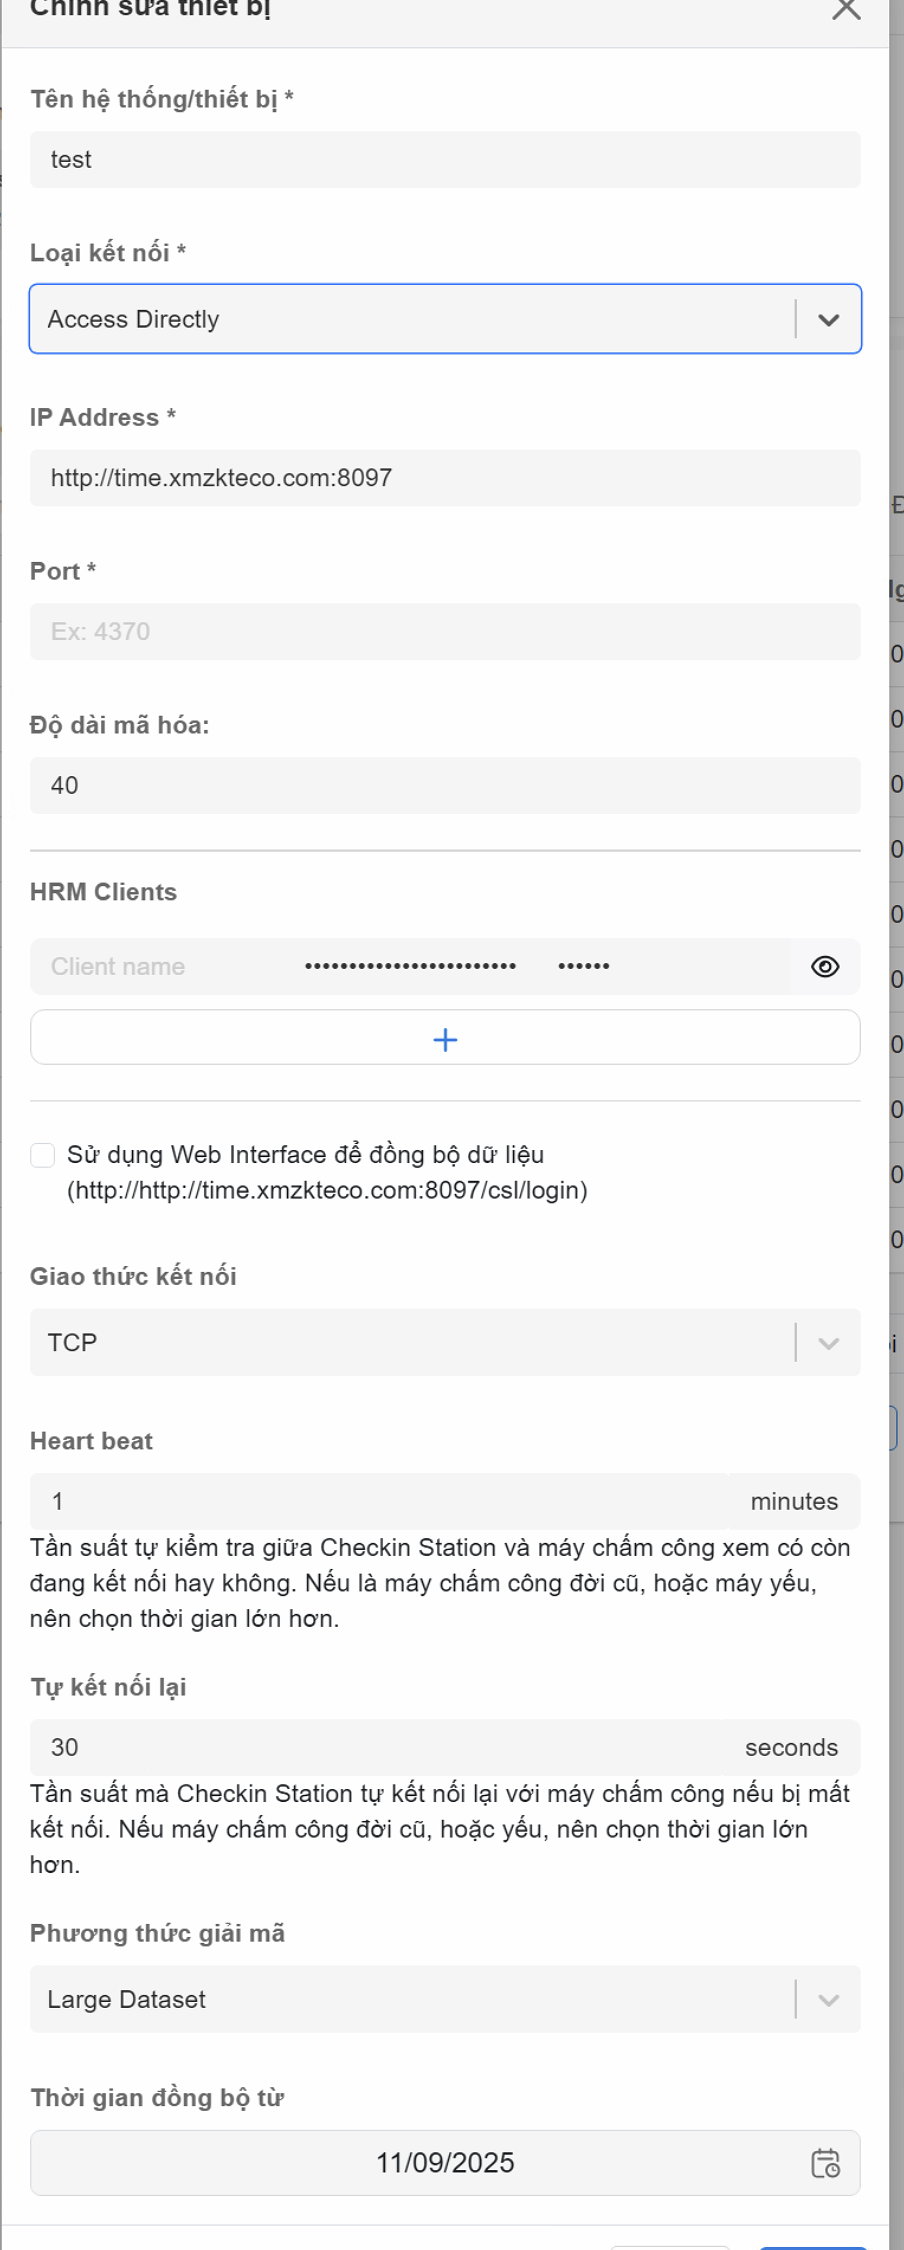 Chỉnh sửa thiết bị
Tên hệ thống/thiết bị *
test
Loại kết nối *
Access Directly
IP Address *
http://time.xmzkteco.com:8097
Port *
Ex: 4370
Độ dài mã hóa:
40
HRM Clients
Client name •••••••••••••••••••••••• ••••••
+
Sử dụng Web Interface để đồng bộ dữ liệu
(http://http://time.xmzkteco.com:8097/csl/login)
Giao thức kết nối
TCP
Heart beat
1 minutes
Tần suất tự kiểm tra giữa Checkin Station và máy chấm công xem có còn
đang kết nối hay không. Nếu là máy chấm công đời cũ, hoặc máy yếu,
nên chọn thời gian lớn hơn.
Tự kết nối lại
30 seconds
Tần suất mà Checkin Station tự kết nối lại với máy chấm công nếu bị mất
kết nối. Nếu máy chấm công đời cũ, hoặc yếu, nên chọn thời gian lớn
hơn.
Phương thức giải mã
Large Dataset
Thời gian đồng bộ từ
11/09/2025